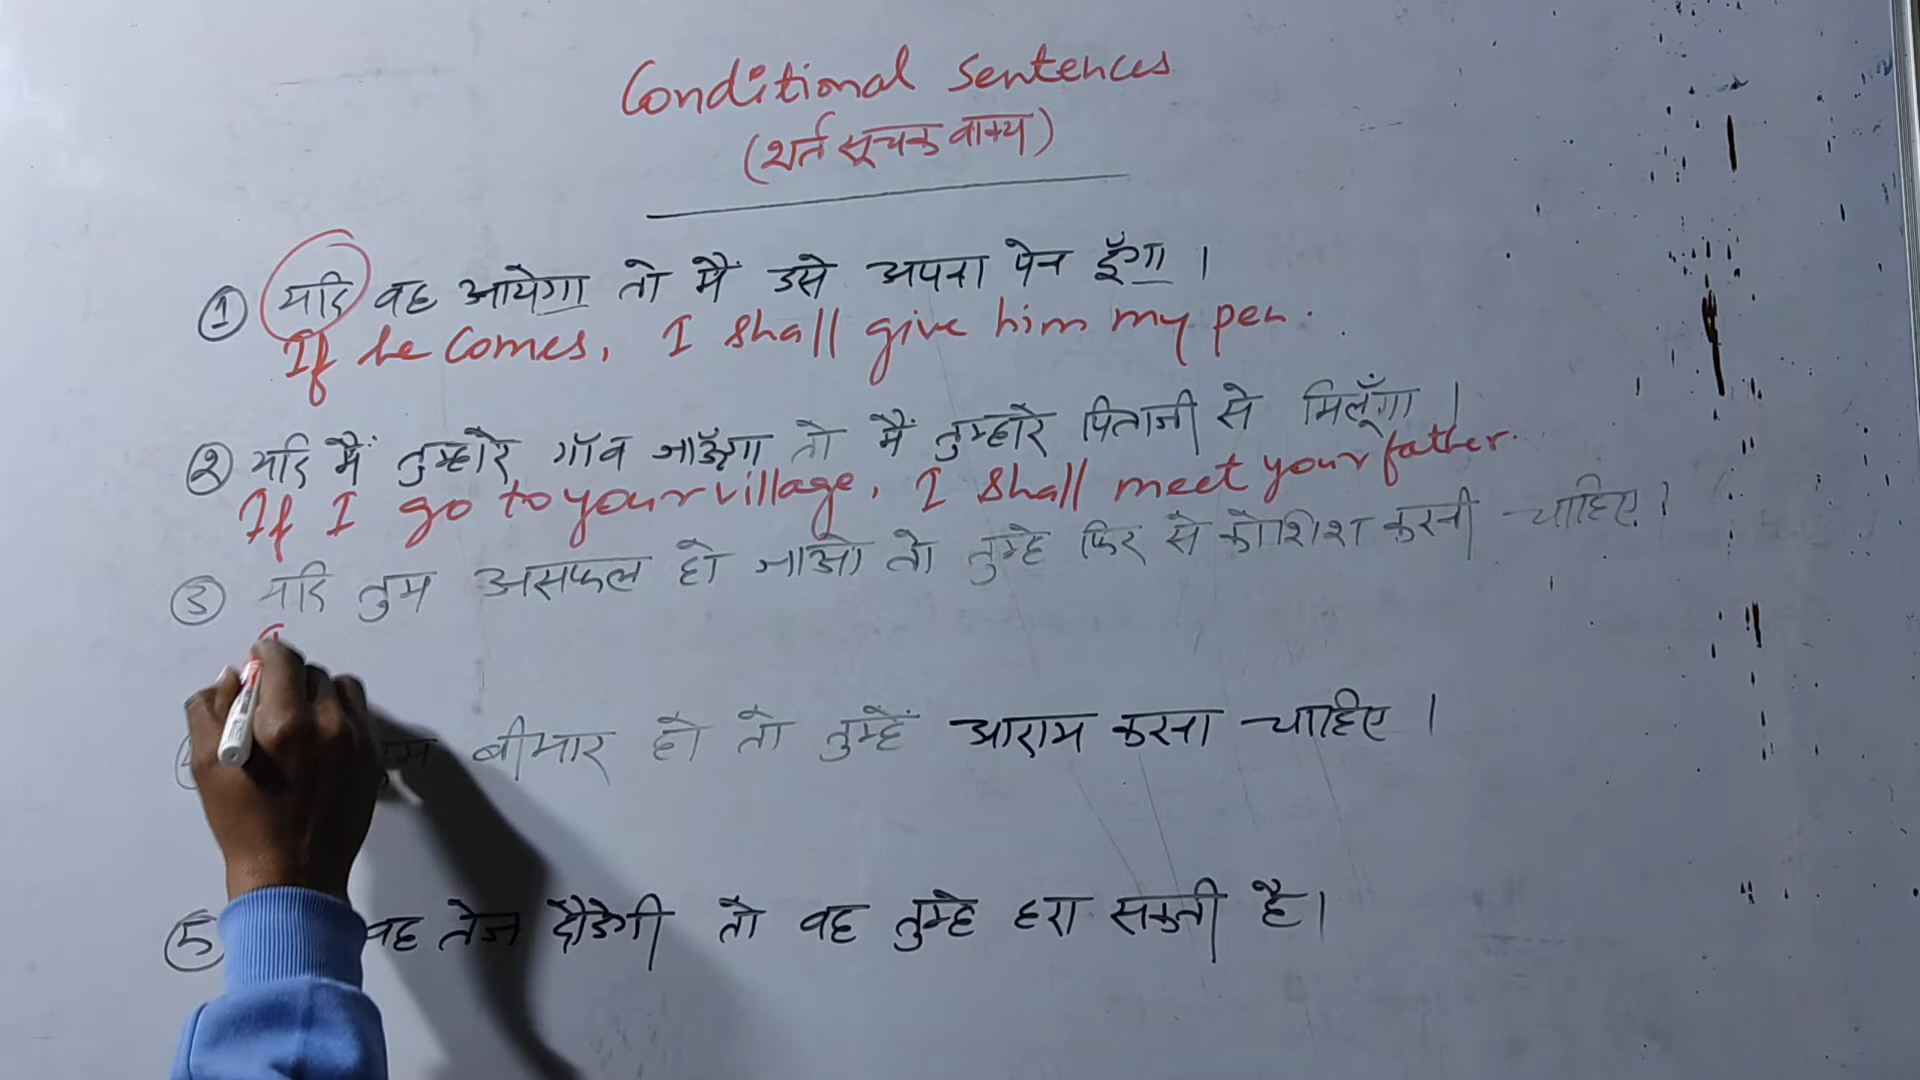 Conditional Sentences
(शर्त सूचक वाक्य)
① यदि वह आयेगा तो मैं उसे अपना पेन दूँगा।
If he Comes, I shall give him my pen.
② यदि मैं तुम्हारे गाँव जाऊँगा तो मैं तुम्हारे पिताजी से मिलूँगा।
If I go to your village, I shall meet your father.
③ यदि तुम असफल हो जाओ तो तुम्हे फिर से कोशिश करनी चाहिए।
बीमार हो तो तुम्हें आराम करना चाहिए।
⑤ वह तेज दौडेगी तो वह तुम्हे हरा सकती है।